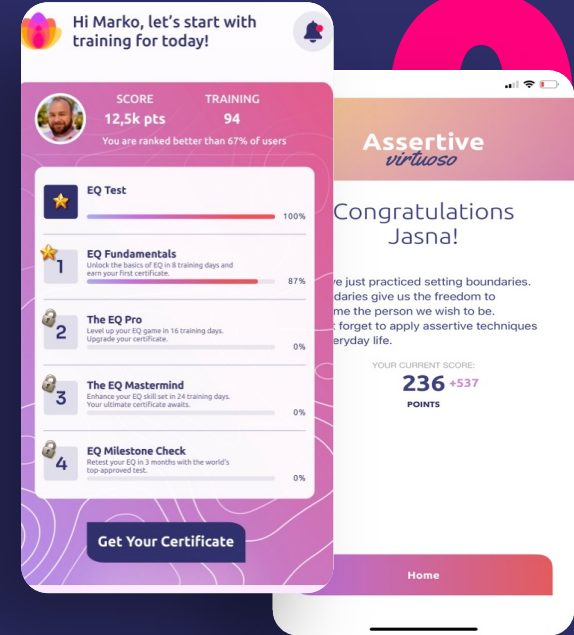 Hi Marko, let's start with
training for today!
SCORE
TRAINING
12,5k pts
94
You are ranked better than 67% of users
EQ Test
100%
1
EQ Fundamentals
Unlock the basics of EQ in 8 training days and
earn your first certificate.
87%
2
The EQ Pro
Level up your EQ game in 16 training days.
Upgrade your certificate.
0%
3
The EQ Mastermind
Enhance your EQ skill set in 24 training days.
Your ultimate certificate awaits.
0%
4
EQ Milestone Check
Retest your EQ in 3 months with the world's
top-approved test.
0%
Get Your Certificate
Assertive
virtuoso
Congratulations
Jasna!
just practiced setting boundaries.
give us the freedom to
the person we wish to be.
forget to apply assertive techniques
life.
YOUR CURRENT SCORE:
236 +537
POINTS
Home